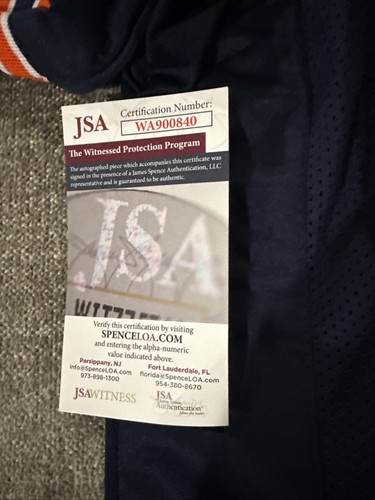 JSA
Certification Number:
WA900840
The Witnessed Protection Program
The autographed piece which accompanies this certificate was
signed in the presence of a James Spence Authentication, LLC
representative and is guaranteed to be authentic.
JSA
Verify this certification by visiting
SPENCELOA.COM
and entering the alpha-numeric
value indicated above.
Parsippany, NJ
info@SpenceLOA.com
973-898-1300
Fort Lauderdale, FL
florida@SpenceLOA.com
954-380-8670
JSAWITNESS
JSA
Authentication